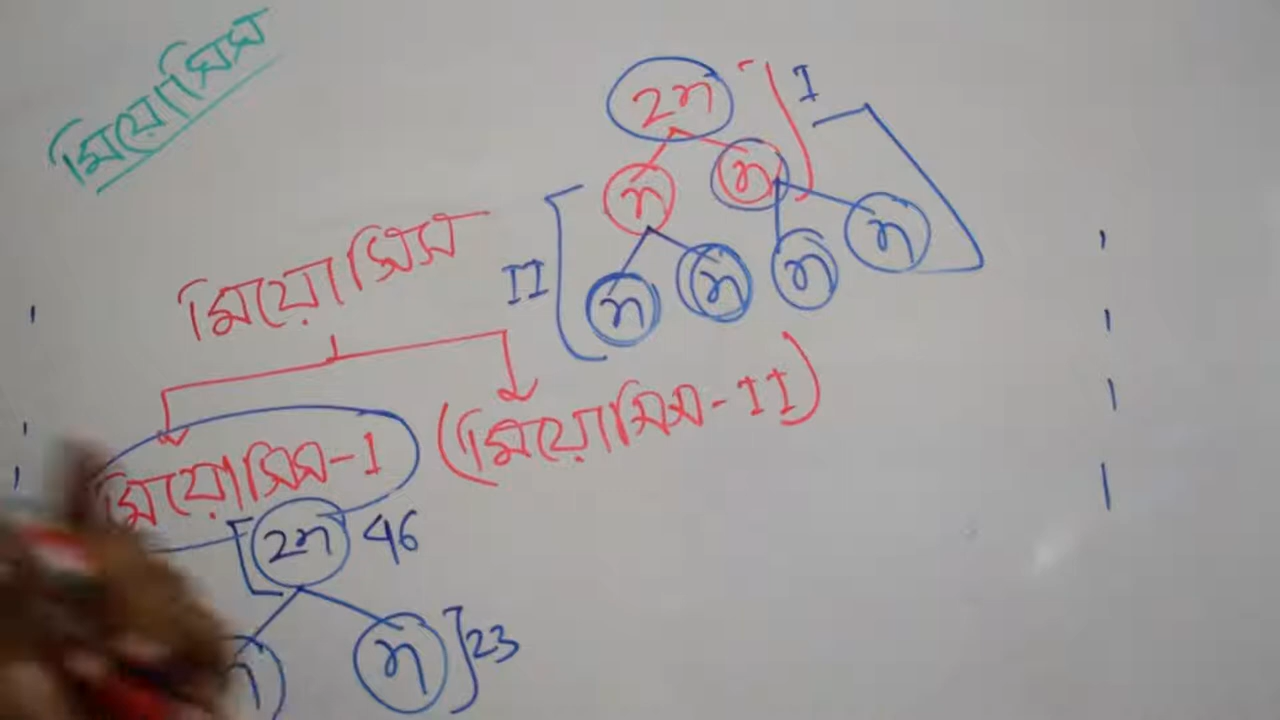 মিয়োসিস
2n I
n n
II n n n n
মিয়োসিস
মিয়োসিস-I (মিয়োসিস-II)
2n 46
n n 23